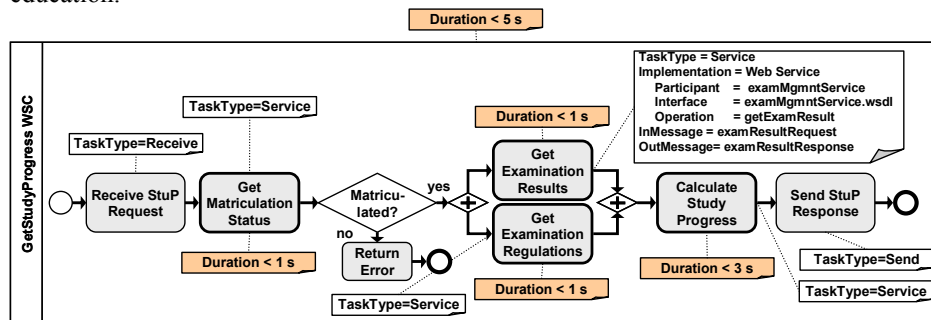 education.
Duration < 5 s
GetStudyProgress WSC
TaskType=Receive
TaskType=Service
Duration < 1 s
TaskType = Service
Implementation = Web Service
Participant = examMgmntService
Interface = examMgmntService.wsdl
Operation = getExamResult
InMessage = examResultRequest
OutMessage= examResultResponse
Receive StuP
Request
Get
Matriculation
Status
Matricu-
lated?
yes
no
Return
Error
Get
Examination
Results
Get
Examination
Regulations
Calculate
Study
Progress
Send StuP
Response
Duration < 1 s
TaskType=Service
Duration < 1 s
Duration < 3 s
TaskType=Send
TaskType=Service